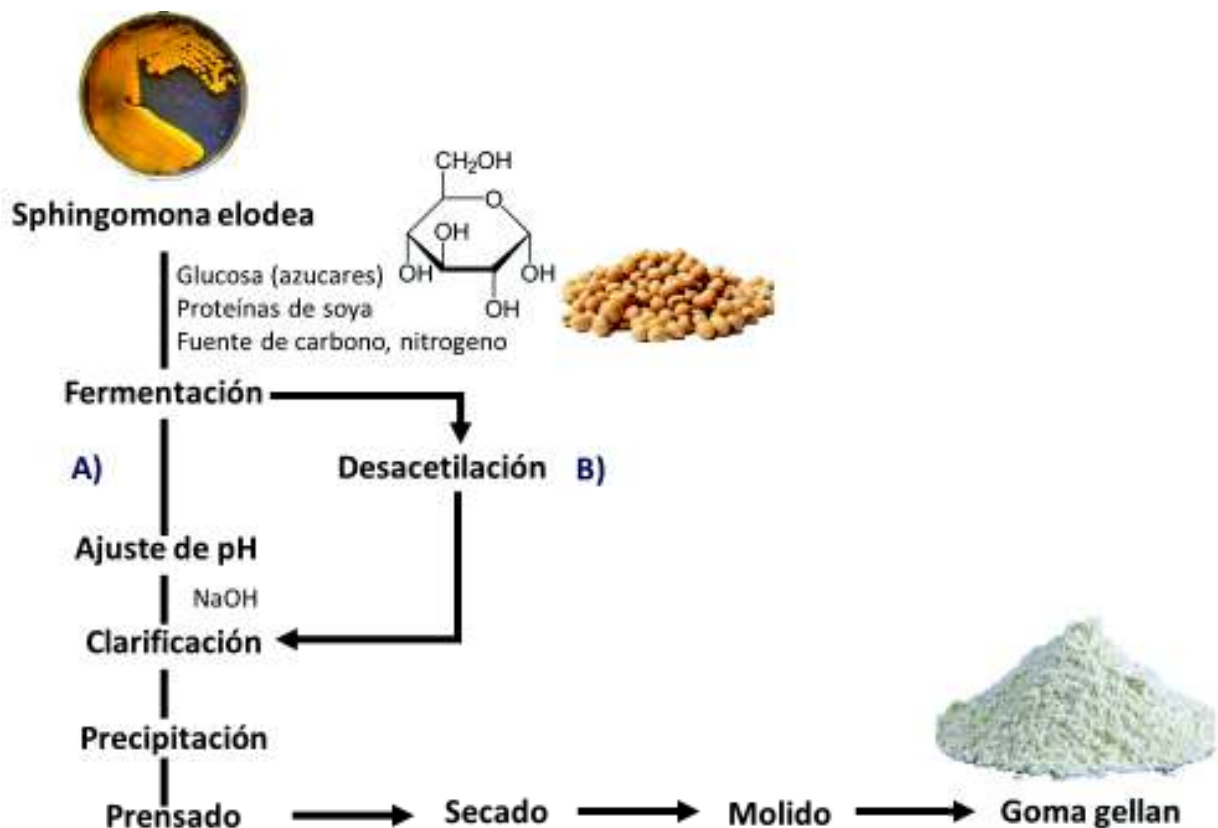 Sphingomona elodea
CH₂OH
O
OH
OH
OH
OH
Glucosa (azucares)
Proteínas de soya
Fuente de carbono, nitrogeno
Fermentación
A)
Desacetilación
B)
Ajuste de pH
NaOH
Clarificación
Precipitación
Prensado
Secado
Molido
Goma gellan